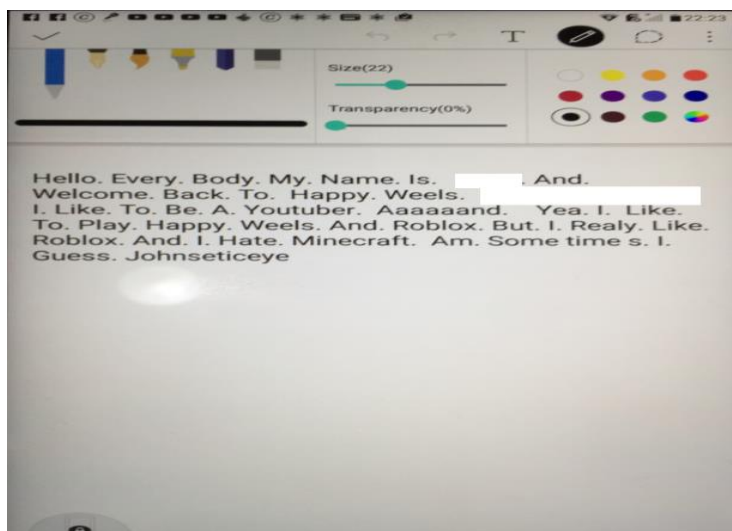 22:23
T
Size(22)
Transparency(0%)
Hello. Every. Body. My. Name. Is. . And.
Welcome. Back. To. Happy. Weels.
I. Like. To. Be. A. Youtuber. Aaaaaand. Yea. I. Like.
To. Play. Happy. Weels. And. Roblox. But. I. Realy. Like.
Roblox. And. I. Hate. Minecraft. Am. Some time s. I.
Guess. Johnseticeye